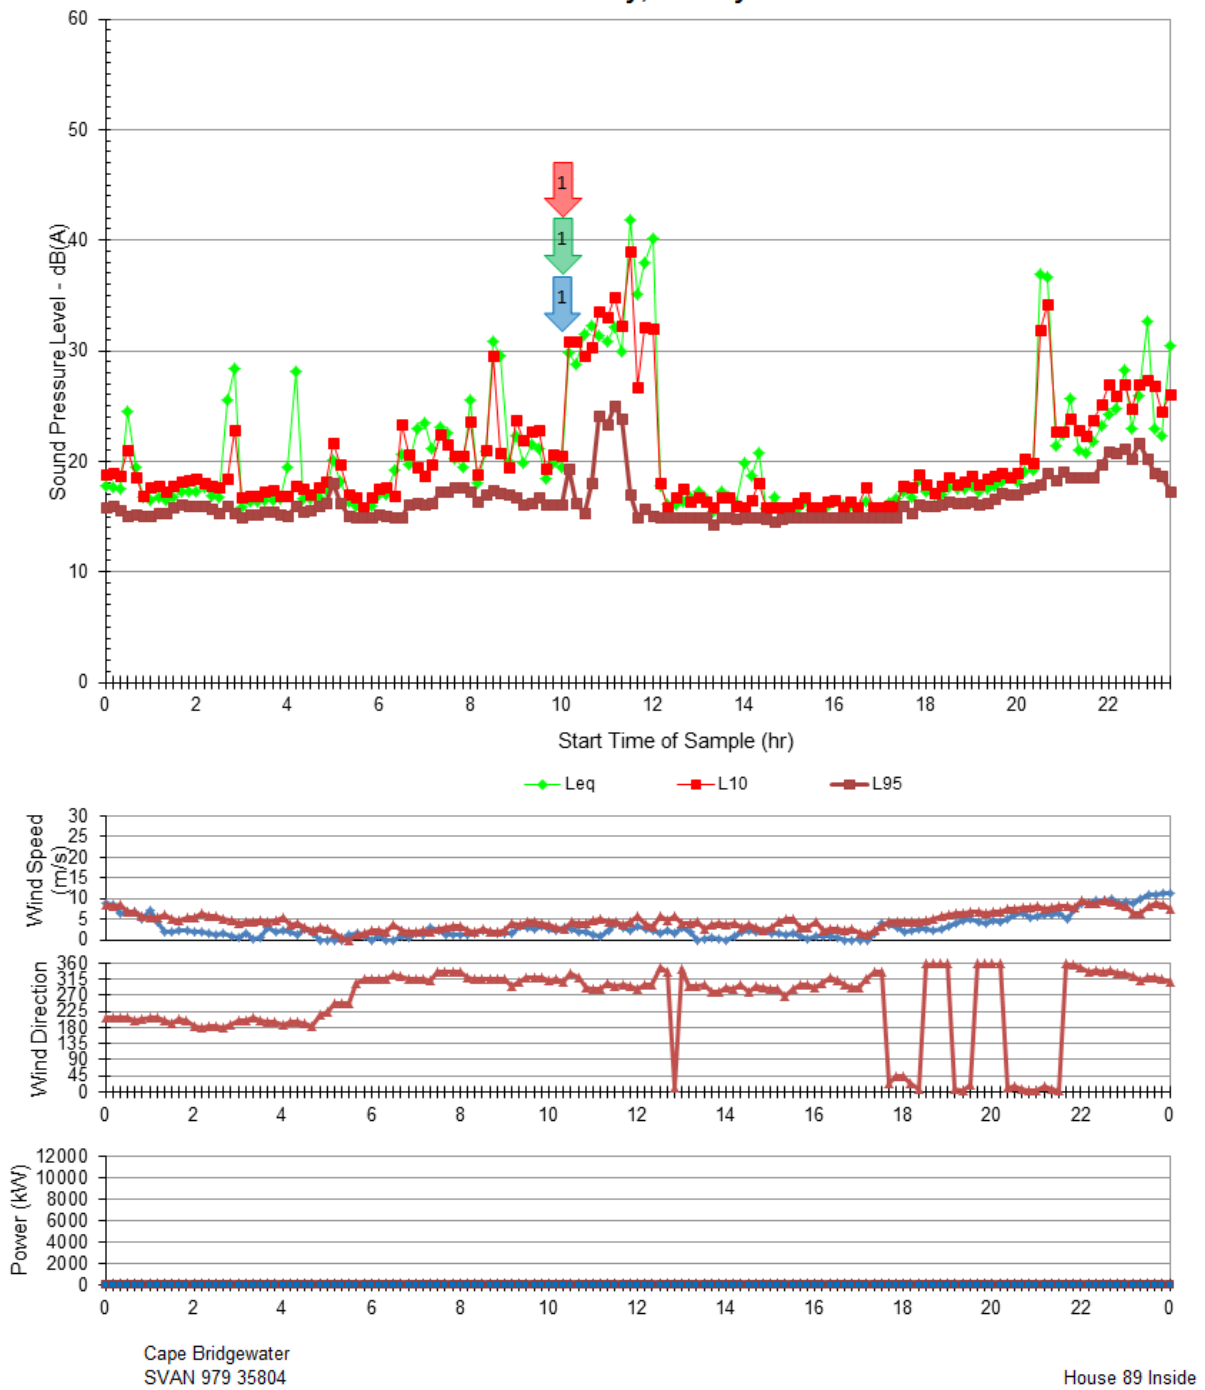 60
50
40
30
20
10
0
Sound Pressure Level - dB(A)
1
1
1
0 2 4 6 8 10 12 14 16 18 20 22
Start Time of Sample (hr)
Leq L10 L95
30
25
20
15
10
5
0
Wind Speed
(m/s)
360
315
270
225
180
135
90
45
0
Wind Direction
0 2 4 6 8 10 12 14 16 18 20 22 0
12000
10000
8000
6000
4000
2000
0
Power (kW)
0 2 4 6 8 10 12 14 16 18 20 22 0
Cape Bridgewater
SVAN 979 35804
House 89 Inside